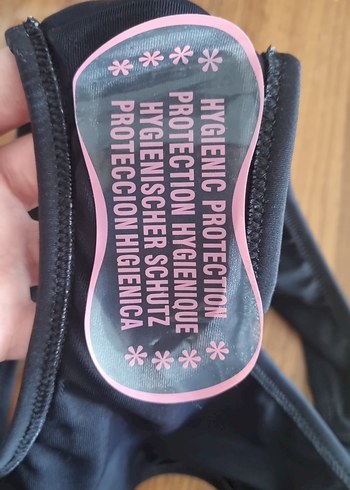 HYGIENIC PROTECTION
PROTECTION HYGIENIQUE
HYGIENISCHER SCHUTZ
PROTECCION HIGIENICA